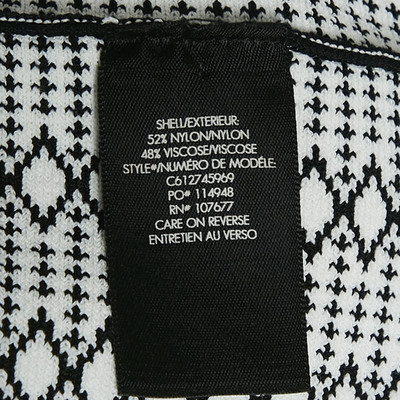 SHELL/EXTERIEUR:
52% NYLON/NYLON
48% VISCOSE/VISCOSE
STYLE#/NUMÉRO DE MODÉLE:
C612745969
PO# 114948
RN# 107677
CARE ON REVERSE
ENTRETIEN AU VERSO